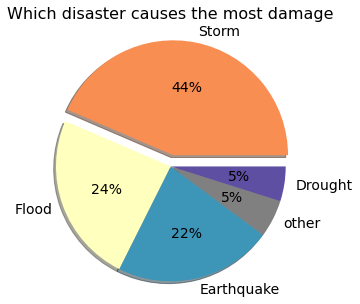 Which disaster causes the most damage
Storm
44%
Flood
24%
22%
Earthquake
5%
other
5%
Drought